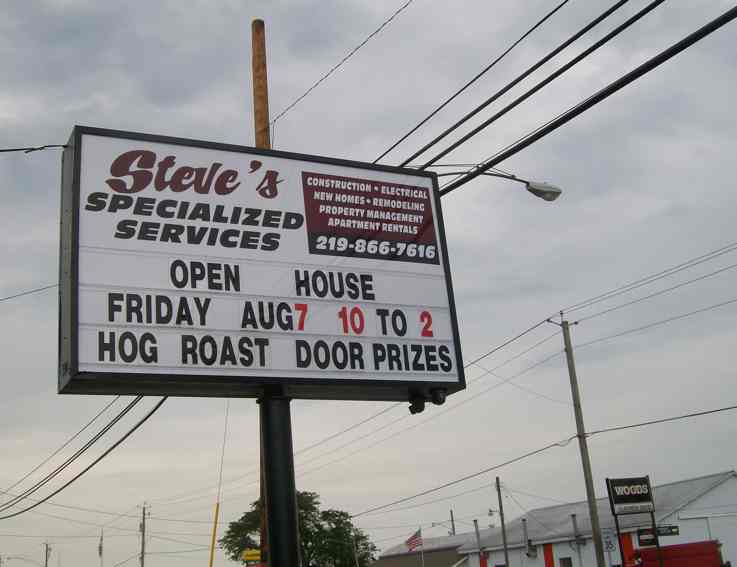 Steve's
SPECIALIZED
SERVICES
CONSTRUCTION • ELECTRICAL
NEW HOMES • REMODELING
PROPERTY MANAGEMENT
APARTMENT RENTALS
219-866-7616
OPEN HOUSE
FRIDAY AUG7 10 TO 2
HOG ROAST DOOR PRIZES
WOODS